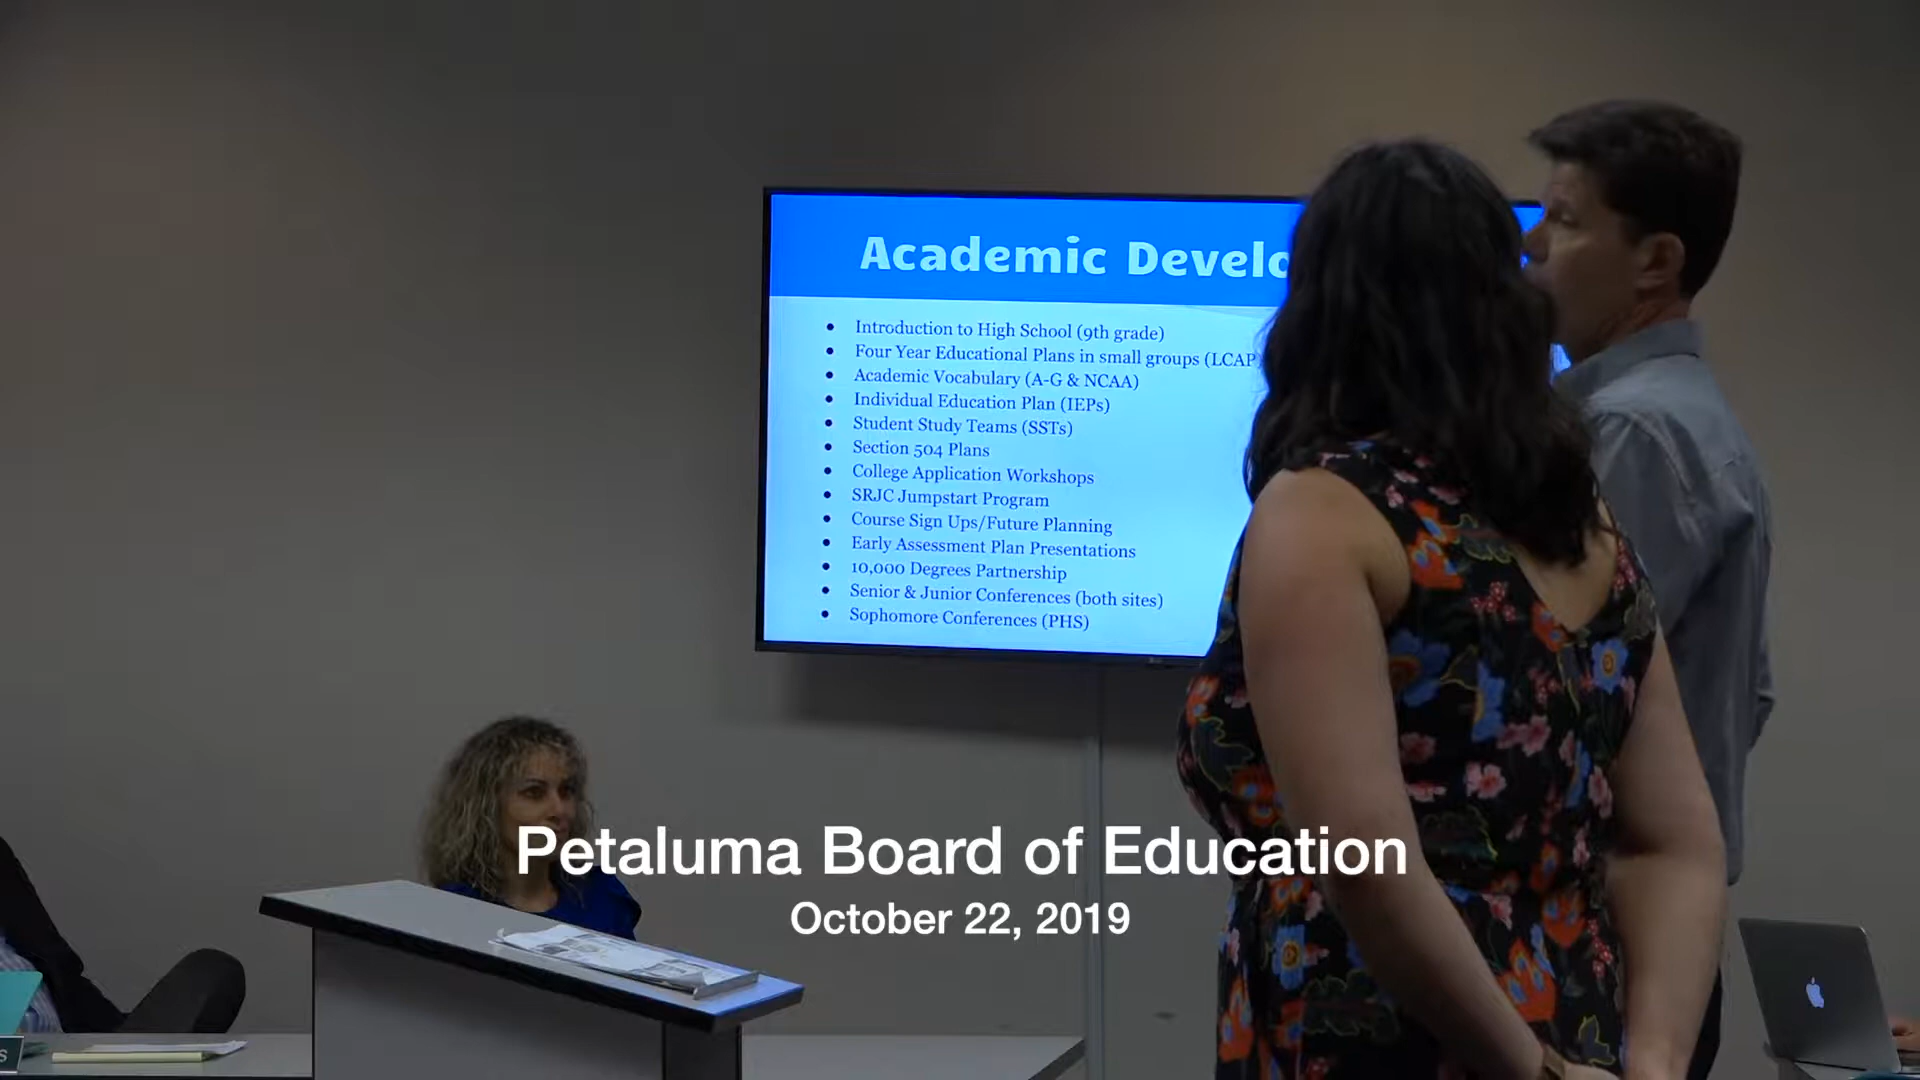 Academic Develo
• Introduction to High School (9th grade)
• Four Year Educational Plans in small groups (LCAP)
• Academic Vocabulary (A-G & NCAA)
• Individual Education Plan (IEPs)
• Student Study Teams (SSTs)
• Section 504 Plans
• College Application Workshops
• SRJC Jumpstart Program
• Course Sign Ups/Future Planning
• Early Assessment Plan Presentations
• 10,000 Degrees Partnership
• Senior & Junior Conferences (both sites)
• Sophomore Conferences (PHS)
Petaluma Board of Education
October 22, 2019
S